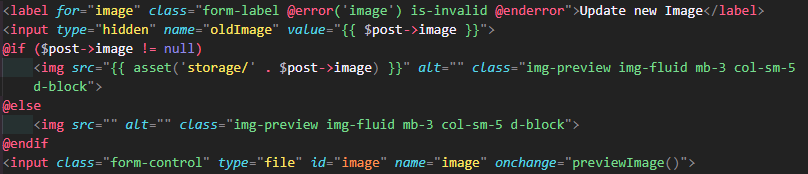 <label for="image" class="form-label @error('image') is-invalid @enderror">Update new Image</label>
<input type="hidden" name="oldImage" value="{{ $post->image }}">
@if ($post->image != null)
<img src="{{ asset('storage/' . $post->image) }}" alt="" class="img-preview img-fluid mb-3 col-sm-5
d-block">
@else
<img src="" alt="" class="img-preview img-fluid mb-3 col-sm-5 d-block">
@endif
<input class="form-control" type="file" id="image" name="image" onchange="previewImage()">